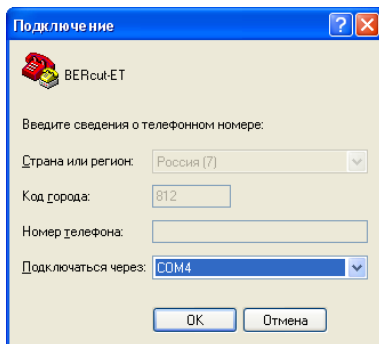 Подключение
BERcut-ET
Введите сведения о телефонном номере:
Страна или регион: Россия (7)
Код города: 812
Номер телефона:
Подключаться через: COM4
OK Отмена